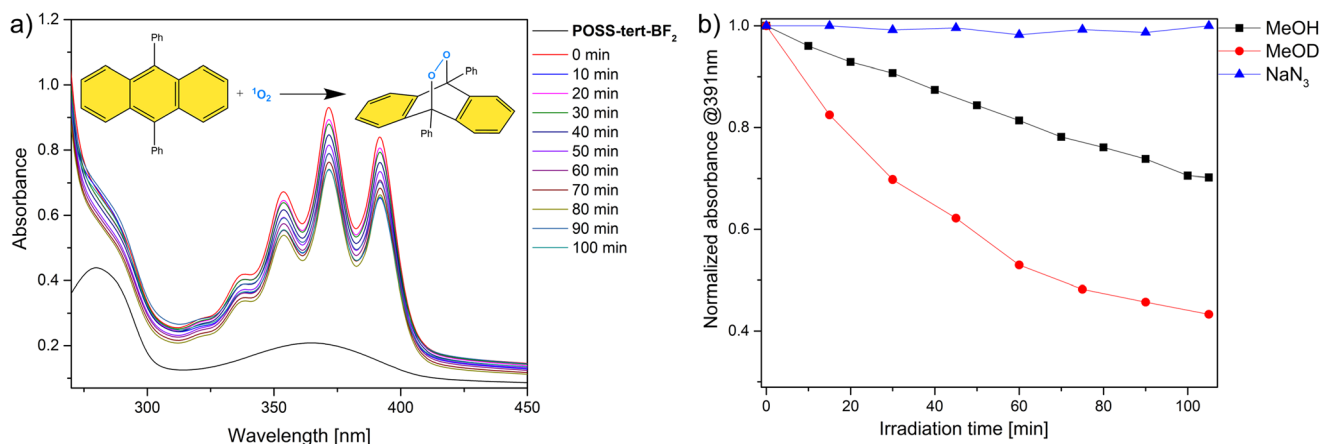 a)
1.2
1.0
0.8
0.6
0.4
0.2
Absorbance
300
350
400
450
Wavelength [nm]
Ph
Ph
+ ¹O₂
Ph
O
O
Ph
POSS-tert-BF₂
0 min
10 min
20 min
30 min
40 min
50 min
60 min
70 min
80 min
90 min
100 min
b)
1.0
0.8
0.6
0.4
Normalized absorbance @391nm
0
20
40
60
80
100
Irradiation time [min]
MeOH
MeOD
NaN₃